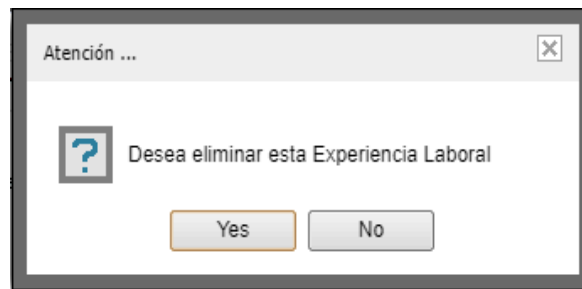 Atención ...
Desea eliminar esta Experiencia Laboral
Yes
No